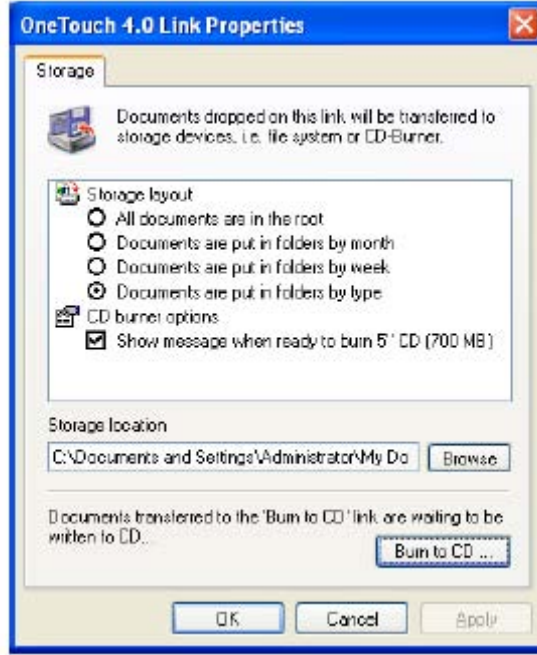 OneTouch 4.0 Link Properties
Storage
Documents dropped on this link will be transferred to
storage devices, i.e. file system or CD-Burner.
Storage layout
All documents are in the root
Documents are put in folders by month
Documents are put in folders by week
Documents are put in folders by type
CD burner options
Show message when ready to burn 5" CD (700 MB)
Storage location
C:\Documents and Settings\Administrator\My Do
Browse
Documents transferred to the 'Burn to CD' link are waiting to be
written to CD..
Burn to CD ...
OK Cancel Apply